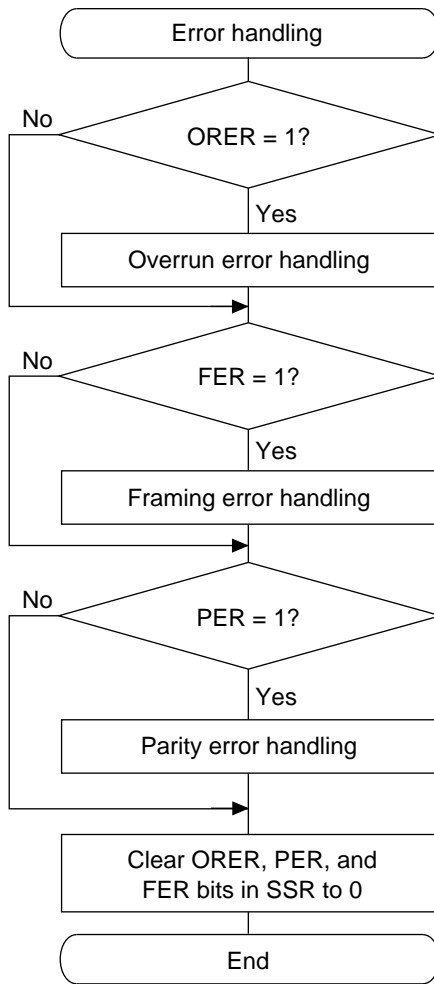 Error handling
No
ORER = 1?
Yes
Overrun error handling
No
FER = 1?
Yes
Framing error handling
No
PER = 1?
Yes
Parity error handling
Clear ORER, PER, and
FER bits in SSR to 0
End